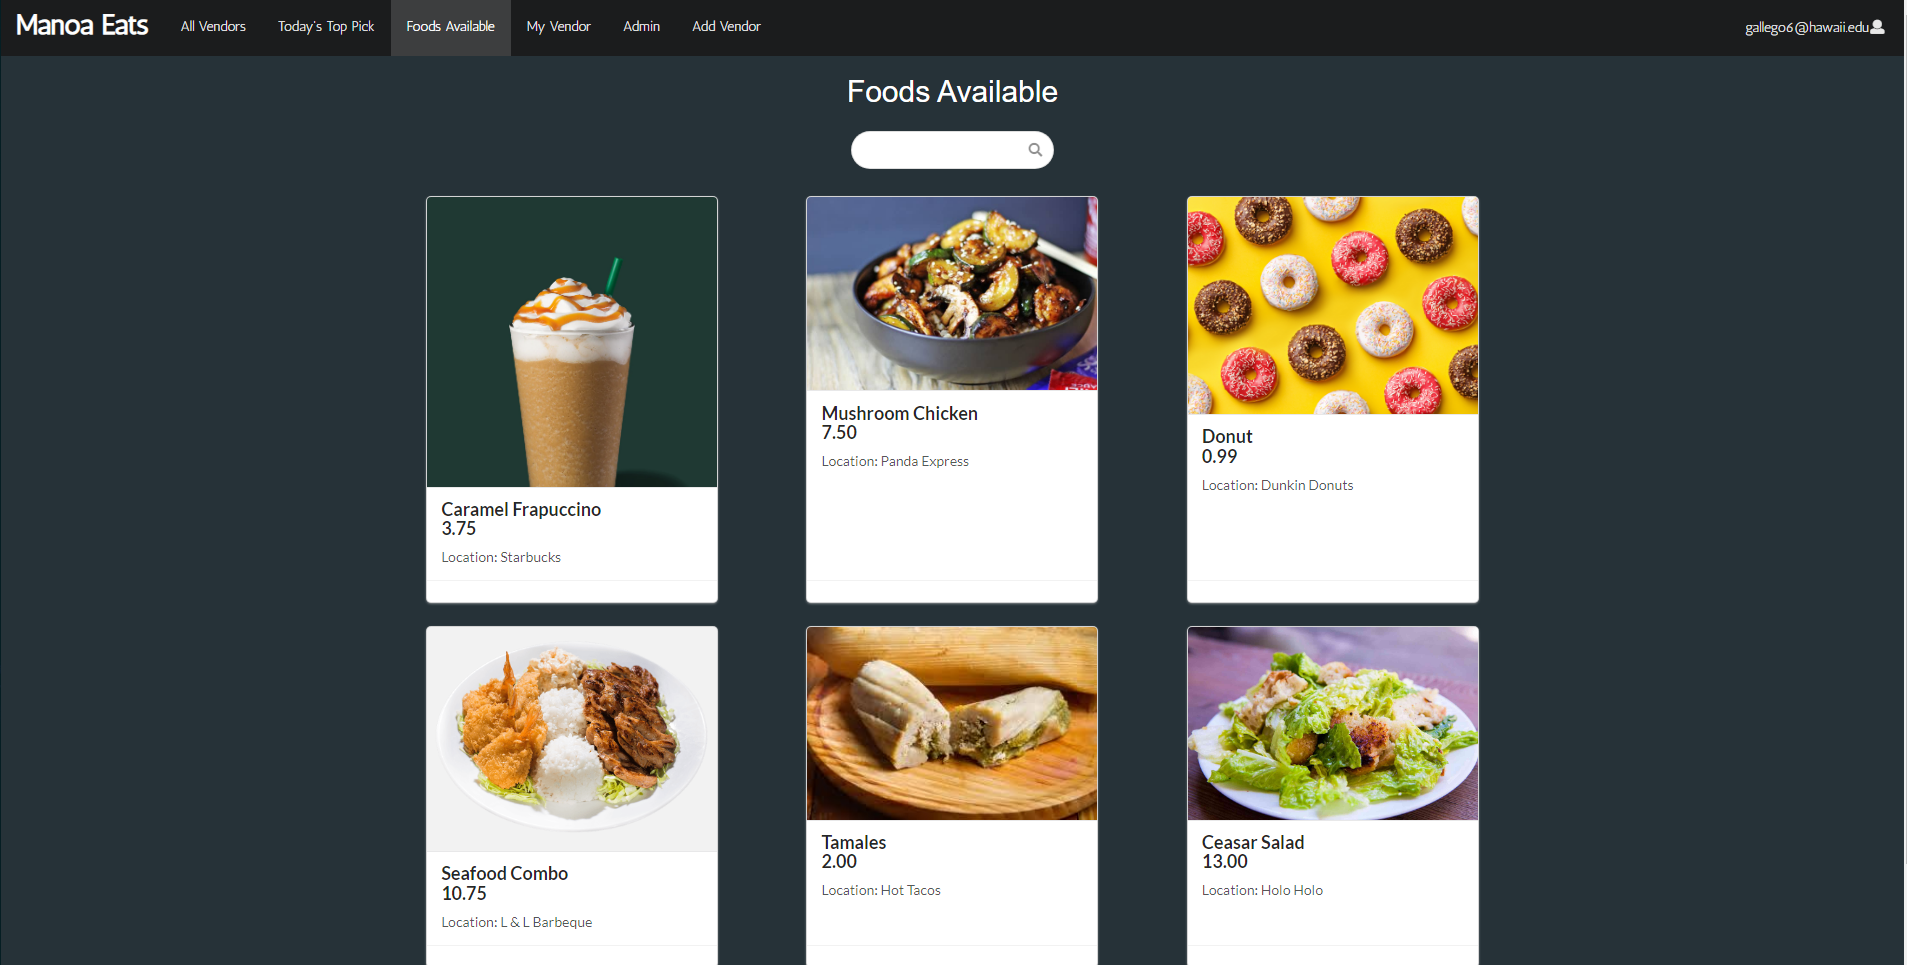 Manoa Eats
All Vendors
Today's Top Pick
Foods Available
My Vendor
Admin
Add Vendor
gallego6@hawaii.edu
Foods Available
Caramel Frapuccino
3.75
Location: Starbucks
Mushroom Chicken
7.50
Location: Panda Express
Donut
0.99
Location: Dunkin Donuts
Seafood Combo
10.75
Location: L & L Barbeque
Tamales
2.00
Location: Hot Tacos
Ceasar Salad
13.00
Location: Holo Holo